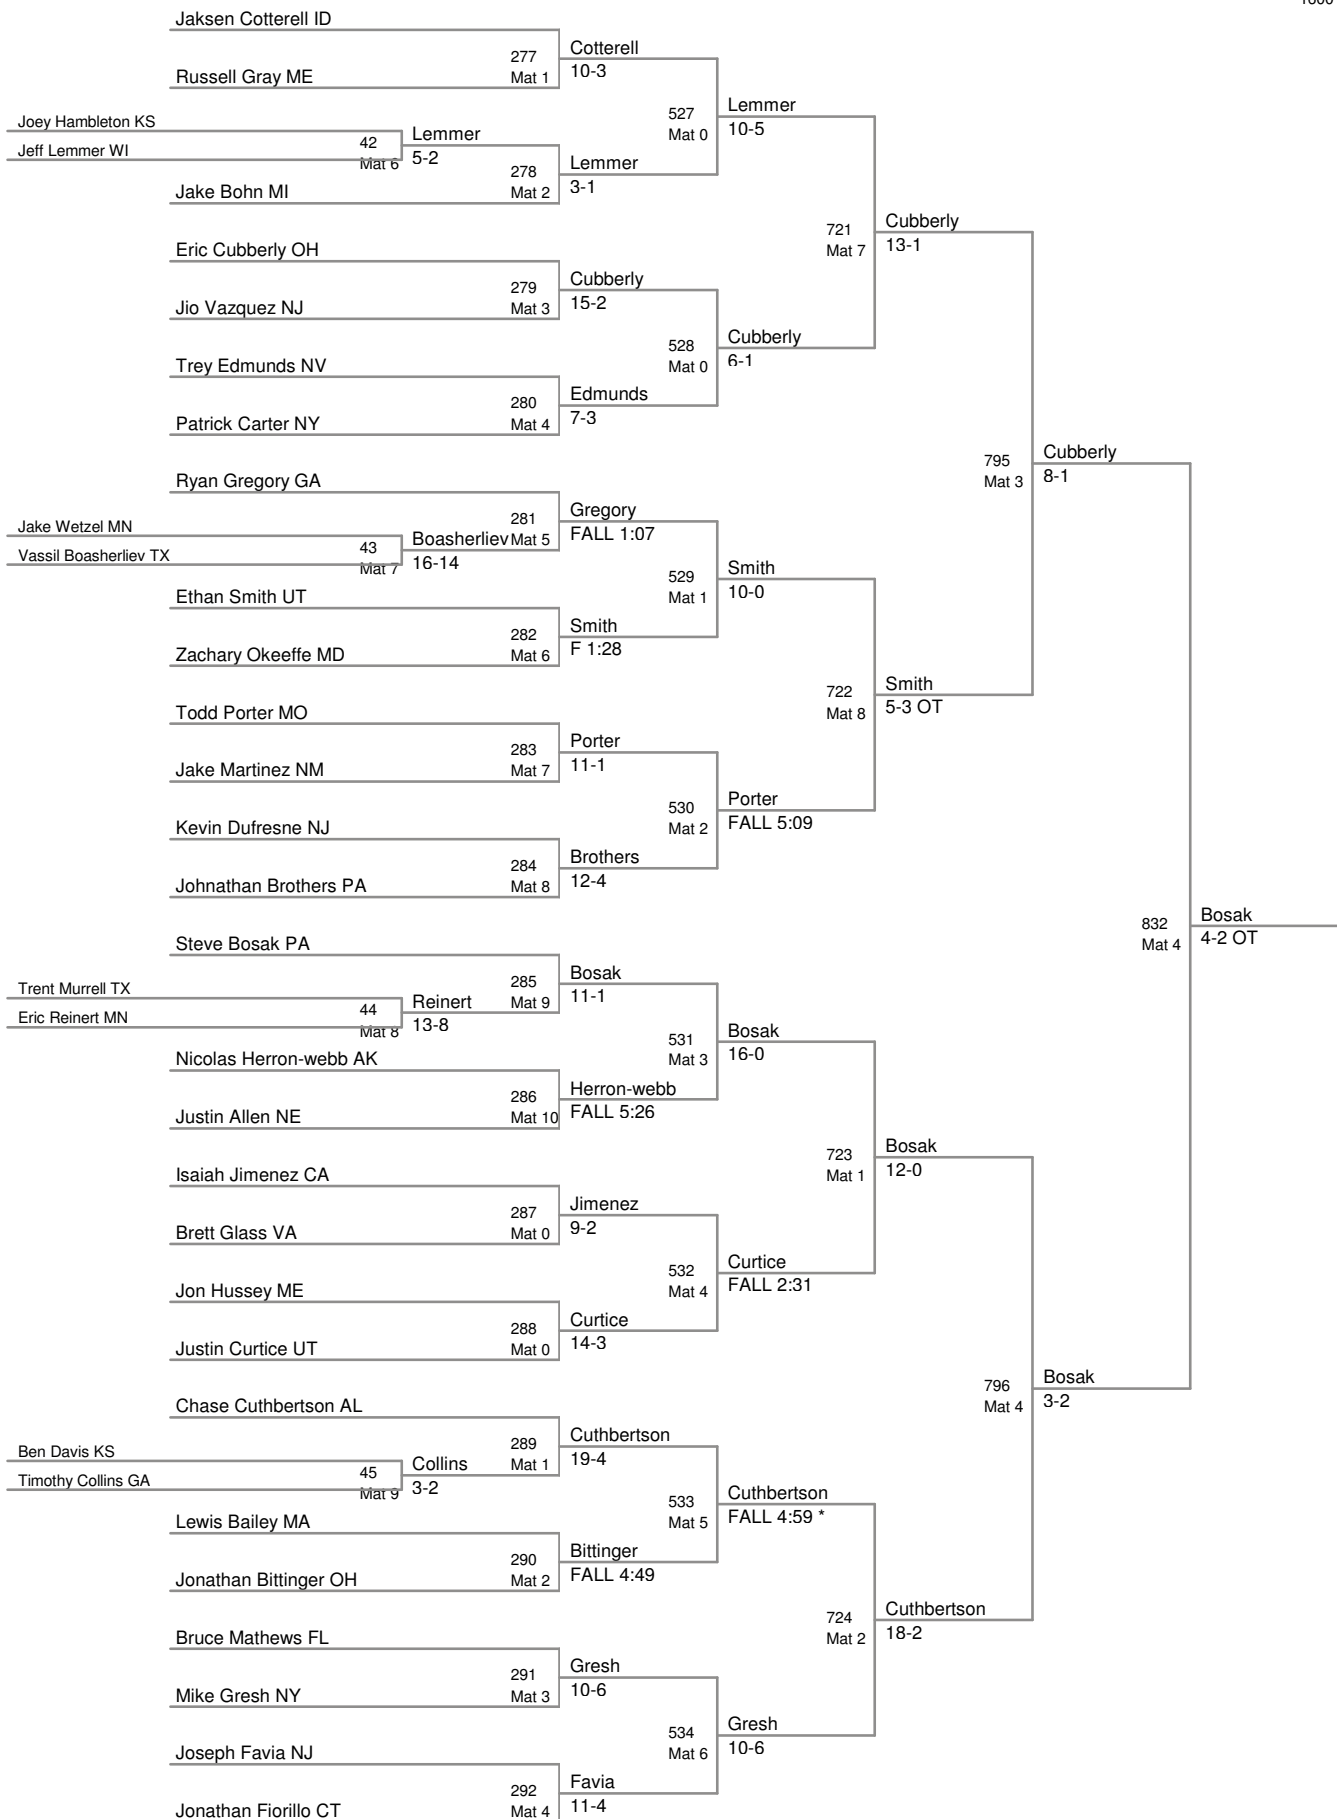 Jaksen Cotterell ID
277
Mat 1
Cotterell
10-3
Russell Gray ME
Joey Hambleton KS
Jeff Lemmer WI
42
Mat 6
Lemmer
5-2
527
Mat 0
Lemmer
10-5
278
Mat 2
Lemmer
3-1
Jake Bohn MI
721
Mat 7
Cubberly
13-1
Eric Cubberly OH
279
Mat 3
Cubberly
15-2
Jio Vazquez NJ
528
Mat 0
Cubberly
6-1
Trey Edmunds NV
280
Mat 4
Edmunds
7-3
Patrick Carter NY
795
Mat 3
Cubberly
8-1
Ryan Gregory GA
281
Mat 5
Gregory
FALL 1:07
Jake Wetzel MN
Vassil Boasherliev TX
43
Mat 7
Boasherliev
16-14
529
Mat 1
Smith
10-0
Ethan Smith UT
282
Mat 6
Smith
F 1:28
Zachary Okeeffe MD
722
Mat 8
Smith
5-3 OT
Todd Porter MO
283
Mat 7
Porter
11-1
Jake Martinez NM
530
Mat 2
Porter
FALL 5:09
Kevin Dufresne NJ
284
Mat 8
Brothers
12-4
Johnathan Brothers PA
832
Mat 4
Bosak
4-2 OT
Steve Bosak PA
285
Mat 9
Bosak
11-1
Trent Murrell TX
Eric Reinert MN
44
Mat 8
Reinert
13-8
531
Mat 3
Bosak
16-0
Nicolas Herron-webb AK
286
Mat 10
Herron-webb
FALL 5:26
Justin Allen NE
723
Mat 1
Bosak
12-0
Isaiah Jimenez CA
287
Mat 0
Jimenez
9-2
Brett Glass VA
532
Mat 4
Curtice
FALL 2:31
Jon Hussey ME
288
Mat 0
Curtice
14-3
Justin Curtice UT
796
Mat 4
Bosak
3-2
Chase Cuthbertson AL
289
Mat 1
Cuthbertson
19-4
Ben Davis KS
Timothy Collins GA
45
Mat 9
Collins
3-2
533
Mat 5
Cuthbertson
FALL 4:59 *
Lewis Bailey MA
290
Mat 2
Bittinger
FALL 4:49
Jonathan Bittinger OH
724
Mat 2
Cuthbertson
18-2
Bruce Mathews FL
291
Mat 3
Gresh
10-6
Mike Gresh NY
534
Mat 6
Gresh
10-6
Joseph Favia NJ
292
Mat 4
Favia
11-4
Jonathan Fiorillo CT